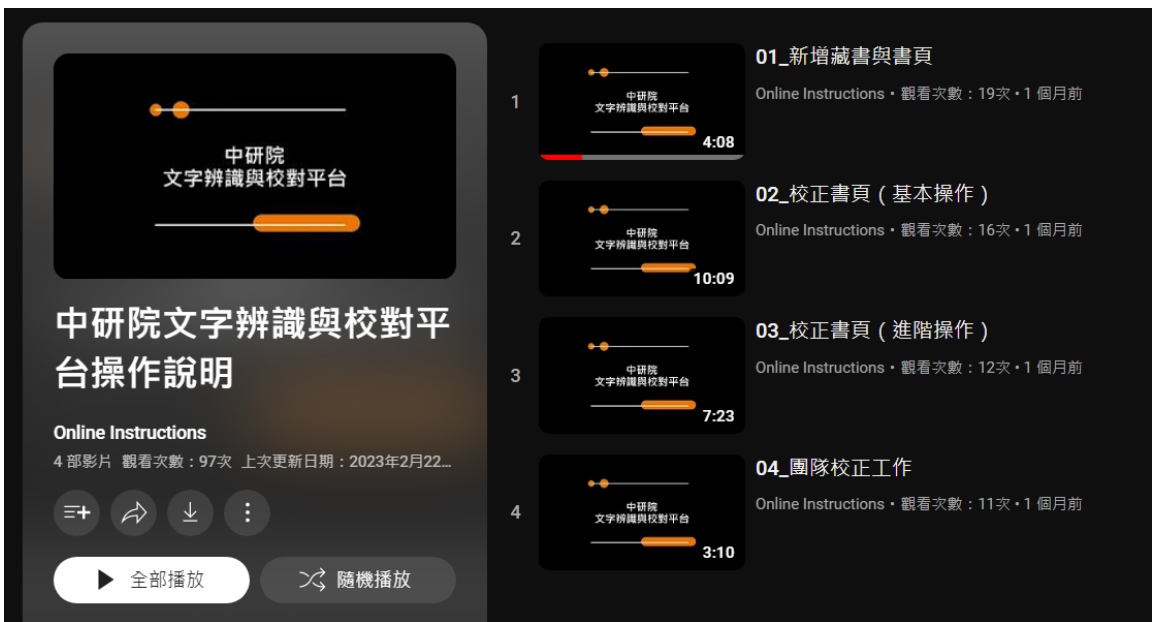 中研院
文字辨識與校對平台
中研院文字辨識與校對平
台操作說明
Online Instructions
4 部影片 觀看次數：97次 上次更新日期：2023年2月22...
全部播放
隨機播放
1
中研院
文字辨識與校對平台
4:08
01_新增藏書與書頁
Online Instructions • 觀看次數：19次 • 1 個月前
2
中研院
文字辨識與校對平台
10:09
02_校正書頁（基本操作）
Online Instructions • 觀看次數：16次 • 1 個月前
3
中研院
文字辨識與校對平台
7:23
03_校正書頁（進階操作）
Online Instructions • 觀看次數：12次 • 1 個月前
4
中研院
文字辨識與校對平台
3:10
04_團隊校正工作
Online Instructions • 觀看次數：11次 • 1 個月前